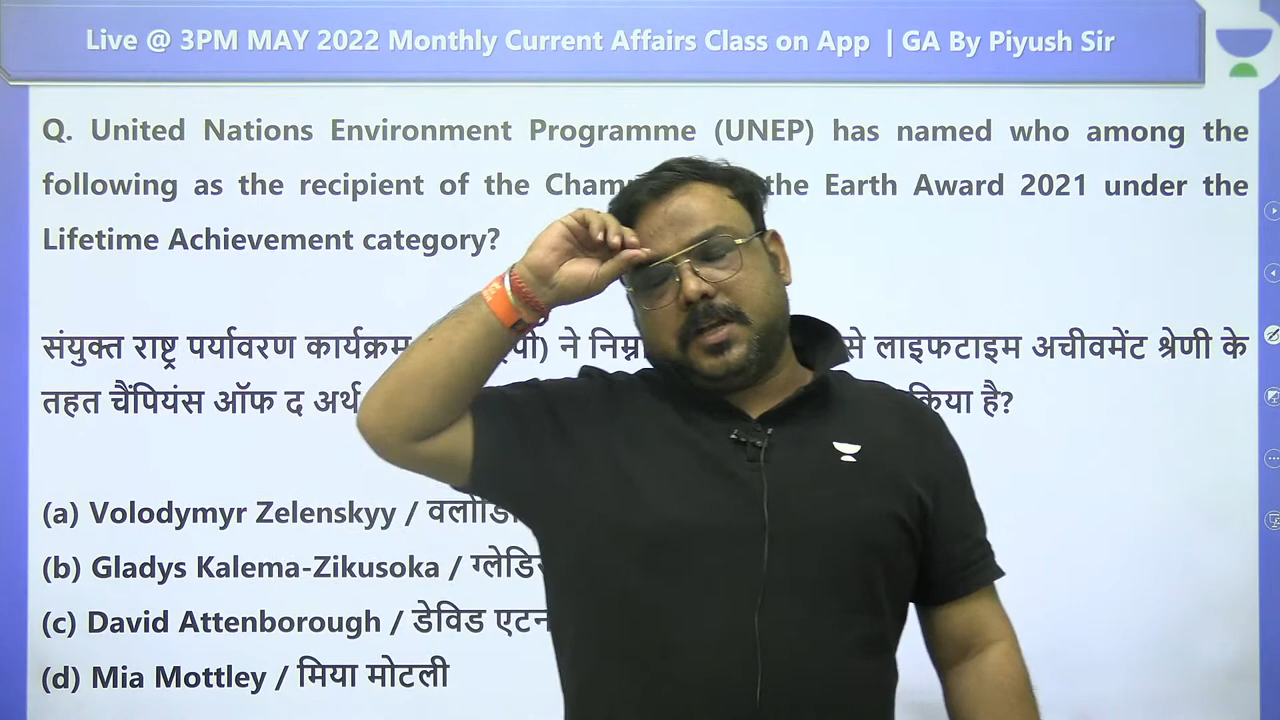 Live @ 3PM MAY 2022 Monthly Current Affairs Class on App | GA By Piyush Sir
Q. United Nations Environment Programme (UNEP) has named who among the
following as the recipient of the the Earth Award 2021 under the
Lifetime Achievement category?
संयुक्त राष्ट्र पर्यावरण कार्यक्रम ने से लाइफटाइम अचीवमेंट श्रेणी के
तहत चैंपियंस ऑफ द अर्थ किया है?
(a) Volodymyr Zelenskyy /
(b) Gladys Kalema-Zikusoka /
(c) David Attenborough / डेविड
(d) Mia Mottley / मिया मोटली